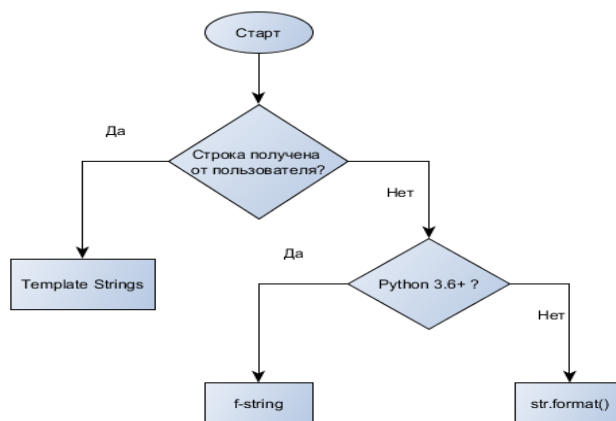 Старт
Да
Строка получена
от пользователя?
Нет
Template Strings
Да
Python 3.6+ ?
Нет
f-string
str.format()